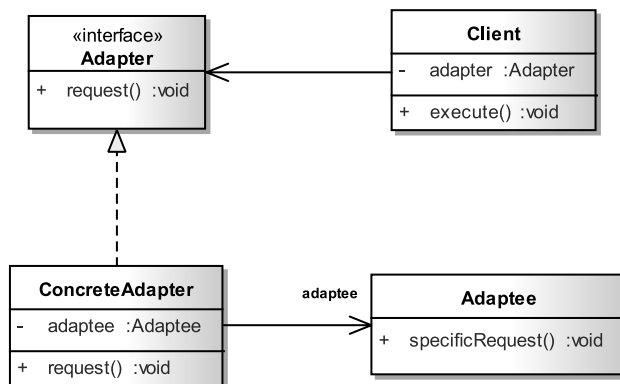 «interface»
Adapter
+ request() :void
Client
- adapter :Adapter
+ execute() :void
ConcreteAdapter
- adaptee :Adaptee
+ request() :void
adaptee
Adaptee
+ specificRequest() :void